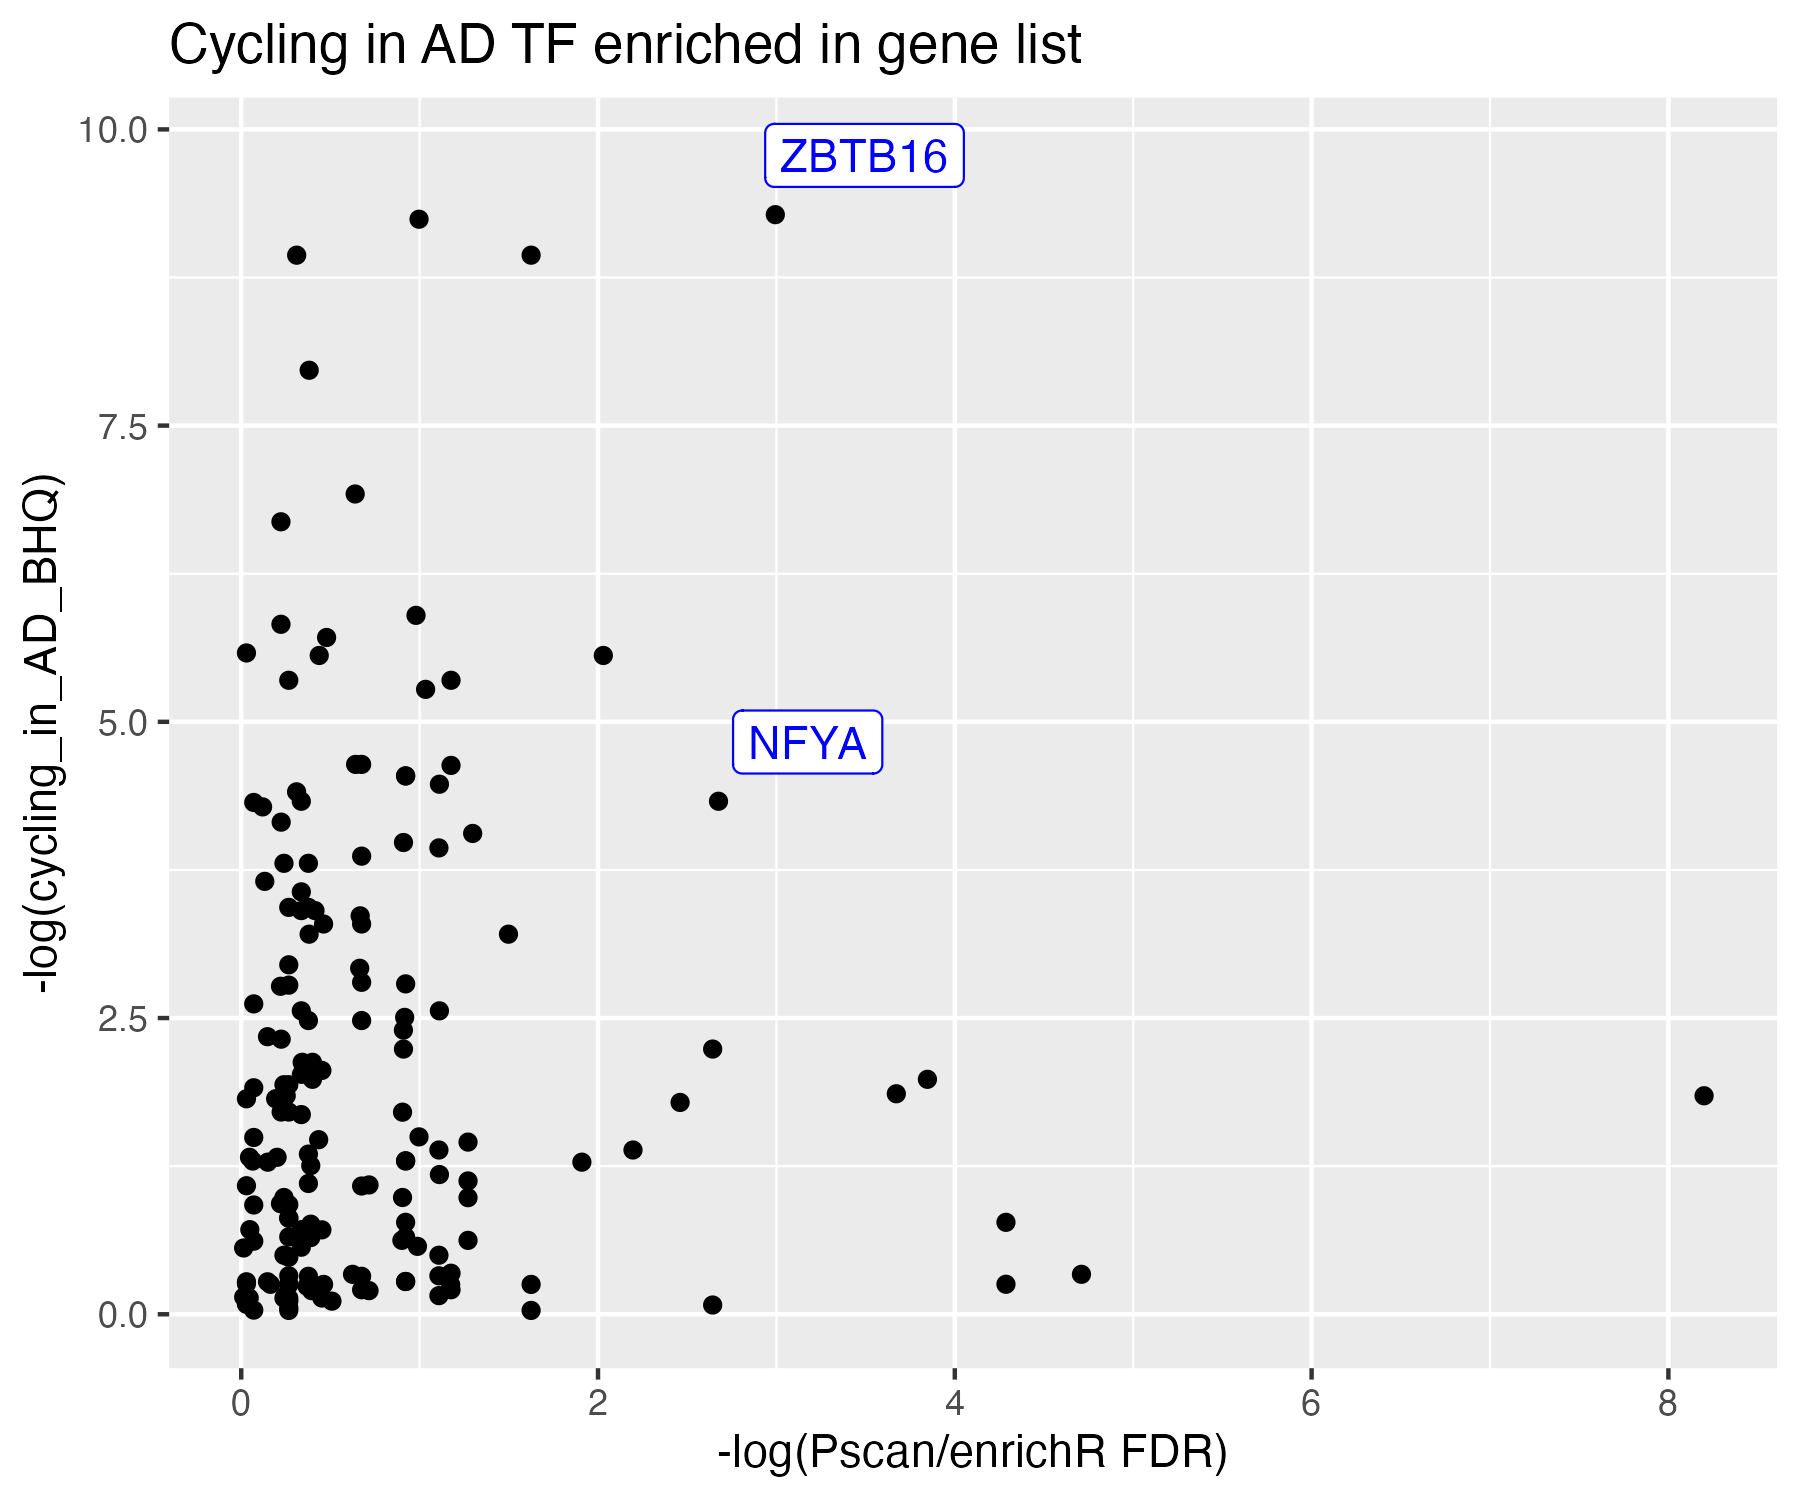 Cycling in AD TF enriched in gene list
10.0
ZBTB16
7.5
-log(cycling_in_AD_BHQ)
5.0
NFYA
2.5
0.0
0 2 4 6 8
-log(Pscan/enrichR FDR)